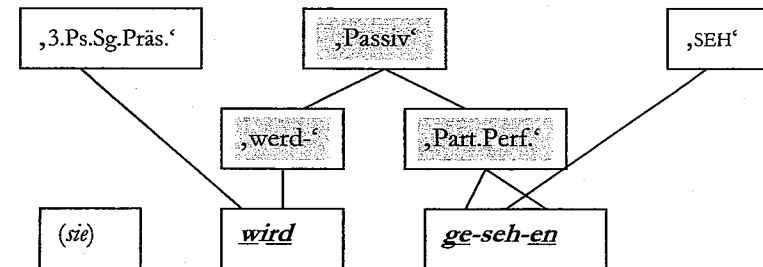 ‚3.Ps.Sg.Präs.‘ ‚Passiv‘ ‚SEH‘
‚werd-‘ ‚Part.Perf.‘
(sie) wird ge-seh-en